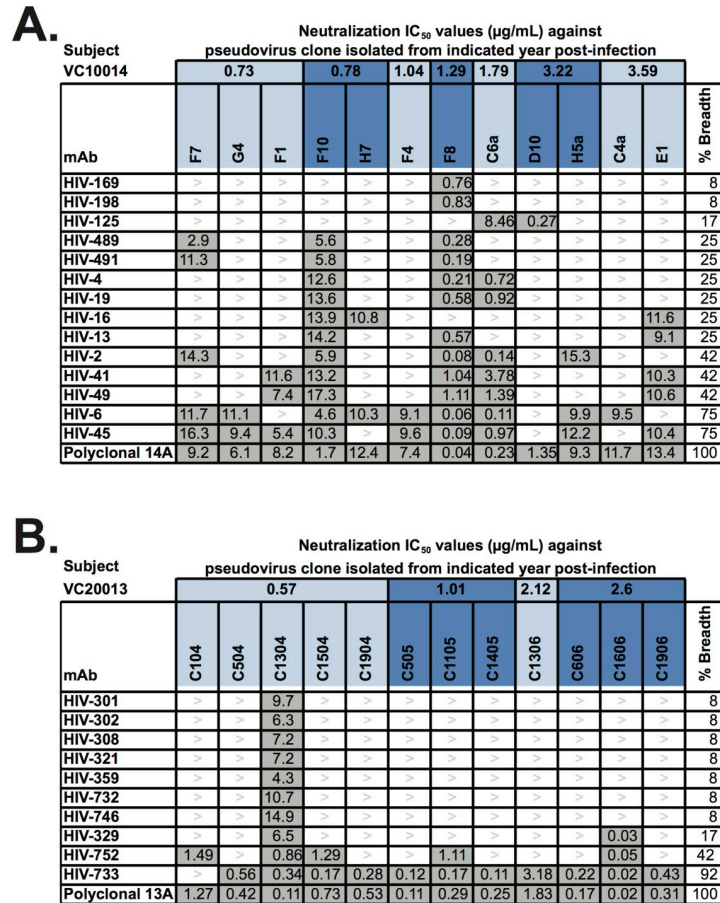 A.
Neutralization IC50 values (µg/mL) against
Subject pseudovirus clone isolated from indicated year post-infection
VC10014 0.73 0.78 1.04 1.29 1.79 3.22 3.59
mAb F7 G4 F1 F10 H7 F4 F8 C6a D10 H5a C4a E1 % Breadth
HIV-169 > > > > > > 0.76 > > > > > 8
HIV-198 > > > > > > 0.83 > > > > > 8
HIV-125 > > > > > > > 8.46 0.27 > > > 17
HIV-489 2.9 > > 5.6 > > 0.28 > > > > > 25
HIV-491 11.3 > > 5.8 > > 0.19 > > > > > 25
HIV-4 > > > 12.6 > > 0.21 0.72 > > > > 25
HIV-19 > > > 13.6 > > 0.58 0.92 > > > > 25
HIV-16 > > > 13.9 10.8 > > > > > > 11.6 25
HIV-13 > > > 14.2 > > 0.57 > > > > 9.1 25
HIV-2 14.3 > > 5.9 > > 0.08 0.14 > 15.3 > > 42
HIV-41 > > 11.6 13.2 > > 1.04 3.78 > > > 10.3 42
HIV-49 > > 7.4 17.3 > > 1.11 1.39 > > > 10.6 42
HIV-6 11.7 11.1 > 4.6 10.3 9.1 0.06 0.11 > 9.9 9.5 > 75
HIV-45 16.3 9.4 5.4 10.3 > 9.6 0.09 0.97 > 12.2 > 10.4 75
Polyclonal 14A 9.2 6.1 8.2 1.7 12.4 7.4 0.04 0.23 1.35 9.3 11.7 13.4 100
B.
Neutralization IC50 values (µg/mL) against
Subject pseudovirus clone isolated from indicated year post-infection
VC20013 0.57 1.01 2.12 2.6
mAb C104 C504 C1304 C1504 C1904 C505 C1105 C1405 C1306 C606 C1606 C1906 % Breadth
HIV-301 > > 9.7 > > > > > > > > > 8
HIV-302 > > 6.3 > > > > > > > > > 8
HIV-308 > > 7.2 > > > > > > > > > 8
HIV-321 > > 7.2 > > > > > > > > > 8
HIV-359 > > 4.3 > > > > > > > > > 8
HIV-732 > > 10.7 > > > > > > > > > 8
HIV-746 > > 14.9 > > > > > > > > > 8
HIV-329 > > 6.5 > > > > > > > 0.03 > 17
HIV-752 1.49 > 0.86 1.29 > > 1.11 > > > 0.05 > 42
HIV-733 > 0.56 0.34 0.17 0.28 0.12 0.17 0.11 3.18 0.22 0.02 0.43 92
Polyclonal 13A 1.27 0.42 0.11 0.73 0.53 0.11 0.29 0.25 1.83 0.17 0.02 0.31 100